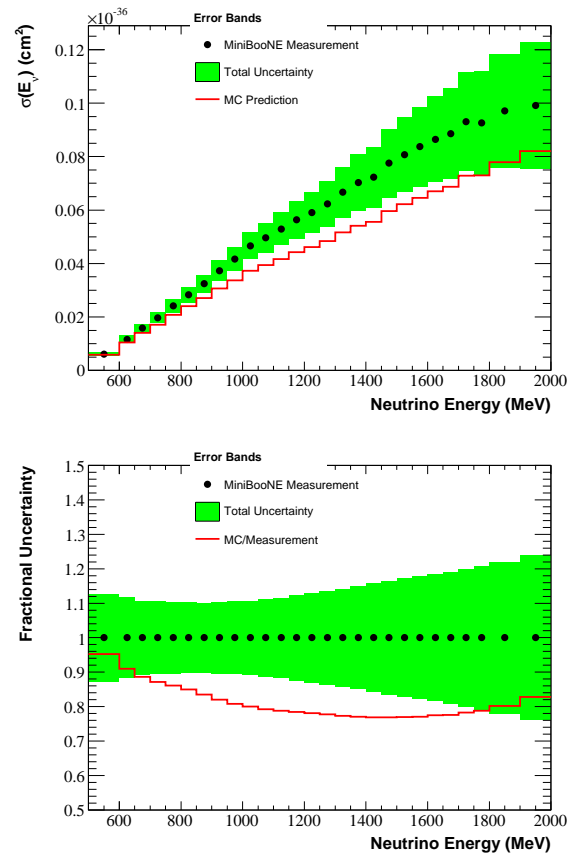 ×10⁻³⁶
Error Bands
MiniBooNE Measurement
Total Uncertainty
MC Prediction
σ(Eᵥ) (cm²)
0.12
0.1
0.08
0.06
0.04
0.02
0
600 800 1000 1200 1400 1600 1800 2000
Neutrino Energy (MeV)
Error Bands
MiniBooNE Measurement
Total Uncertainty
MC/Measurement
Fractional Uncertainty
1.5
1.4
1.3
1.2
1.1
1
0.9
0.8
0.7
0.6
0.5
600 800 1000 1200 1400 1600 1800 2000
Neutrino Energy (MeV)